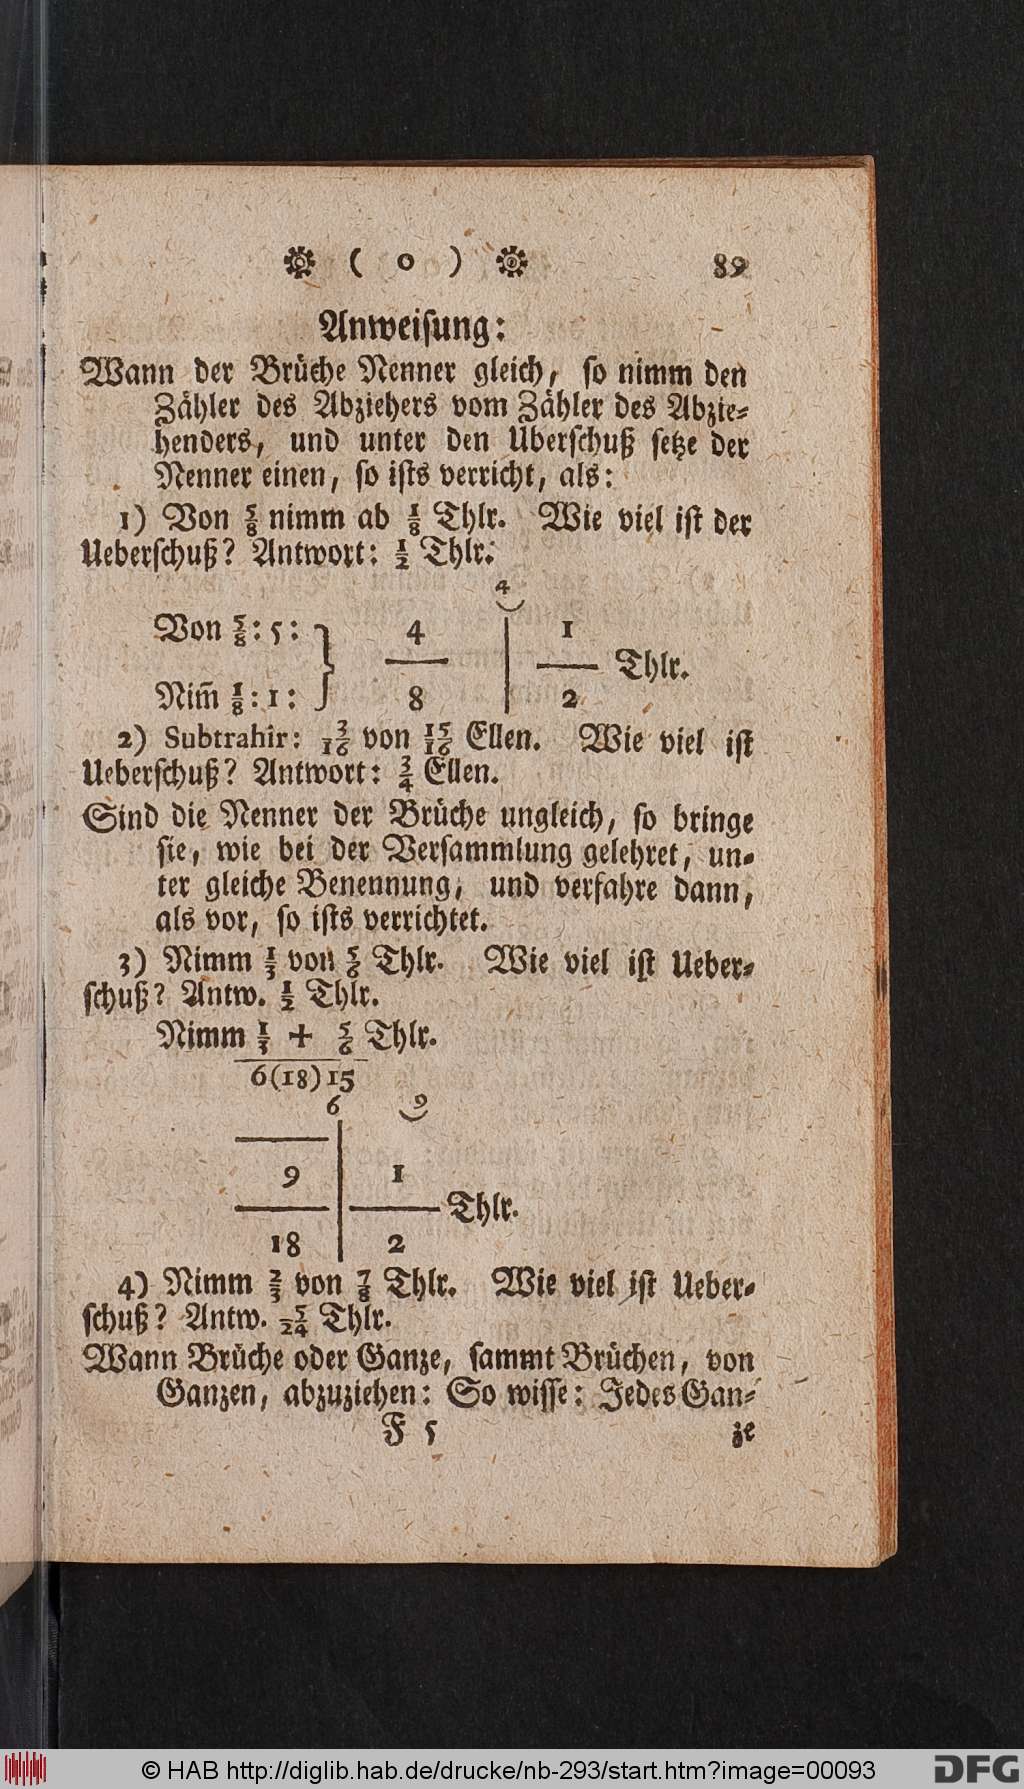 ( o ) 89
Anweisung:
Wann der Brüche Nenner gleich, so nimm den
Zähler des Abziehers vom Zähler des Abzie-
henders, und unter den Uberschuß setze der
Nenner einen, so ists verricht, als:
1) Von 5/8 nimm ab 1/8 Thlr. Wie viel ist der
Ueberschuß? Antwort: 1/2 Thlr.
4
Von 5/8 : 5 : } 4 | 1
Thlr.
Nim̄ 1/8 : 1 : 8 | 2
2) Subtrahir: 3/16 von 15/16 Ellen. Wie viel ist
Ueberschuß? Antwort: 3/4 Ellen.
Sind die Nenner der Brüche ungleich, so bringe
sie, wie bei der Versammlung gelehret, un-
ter gleiche Benennung, und verfahre dann,
als vor, so ists verrichtet.
3) Nimm 1/3 von 5/6 Thlr. Wie viel ist Ueber-
schuß? Antw. 1/2 Thlr.
Nimm 1/3 + 5/6 Thlr.
6(18)15
6 9
9 | 1
Thlr.
18 | 2
4) Nimm 2/3 von 7/8 Thlr. Wie viel ist Ueber-
schuß? Antw. 5/24 Thlr.
Wann Brüche oder Ganze, sammt Brüchen, von
Ganzen, abzuziehen: So wisse: Jedes Gan-
F 5 ze
© HAB http://diglib.hab.de/drucke/nb-293/start.htm?image=00093
DFG